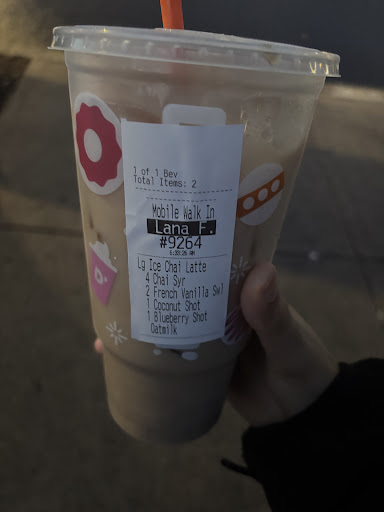 1 of 1 Bev
Total Items: 2
Mobile Walk In
Lana F.
#9264
Lg Ice Chai Latte
4 Chai Syr
2 French Vanilla Swl
1 Coconut Shot
1 Blueberry Shot
Oatmilk